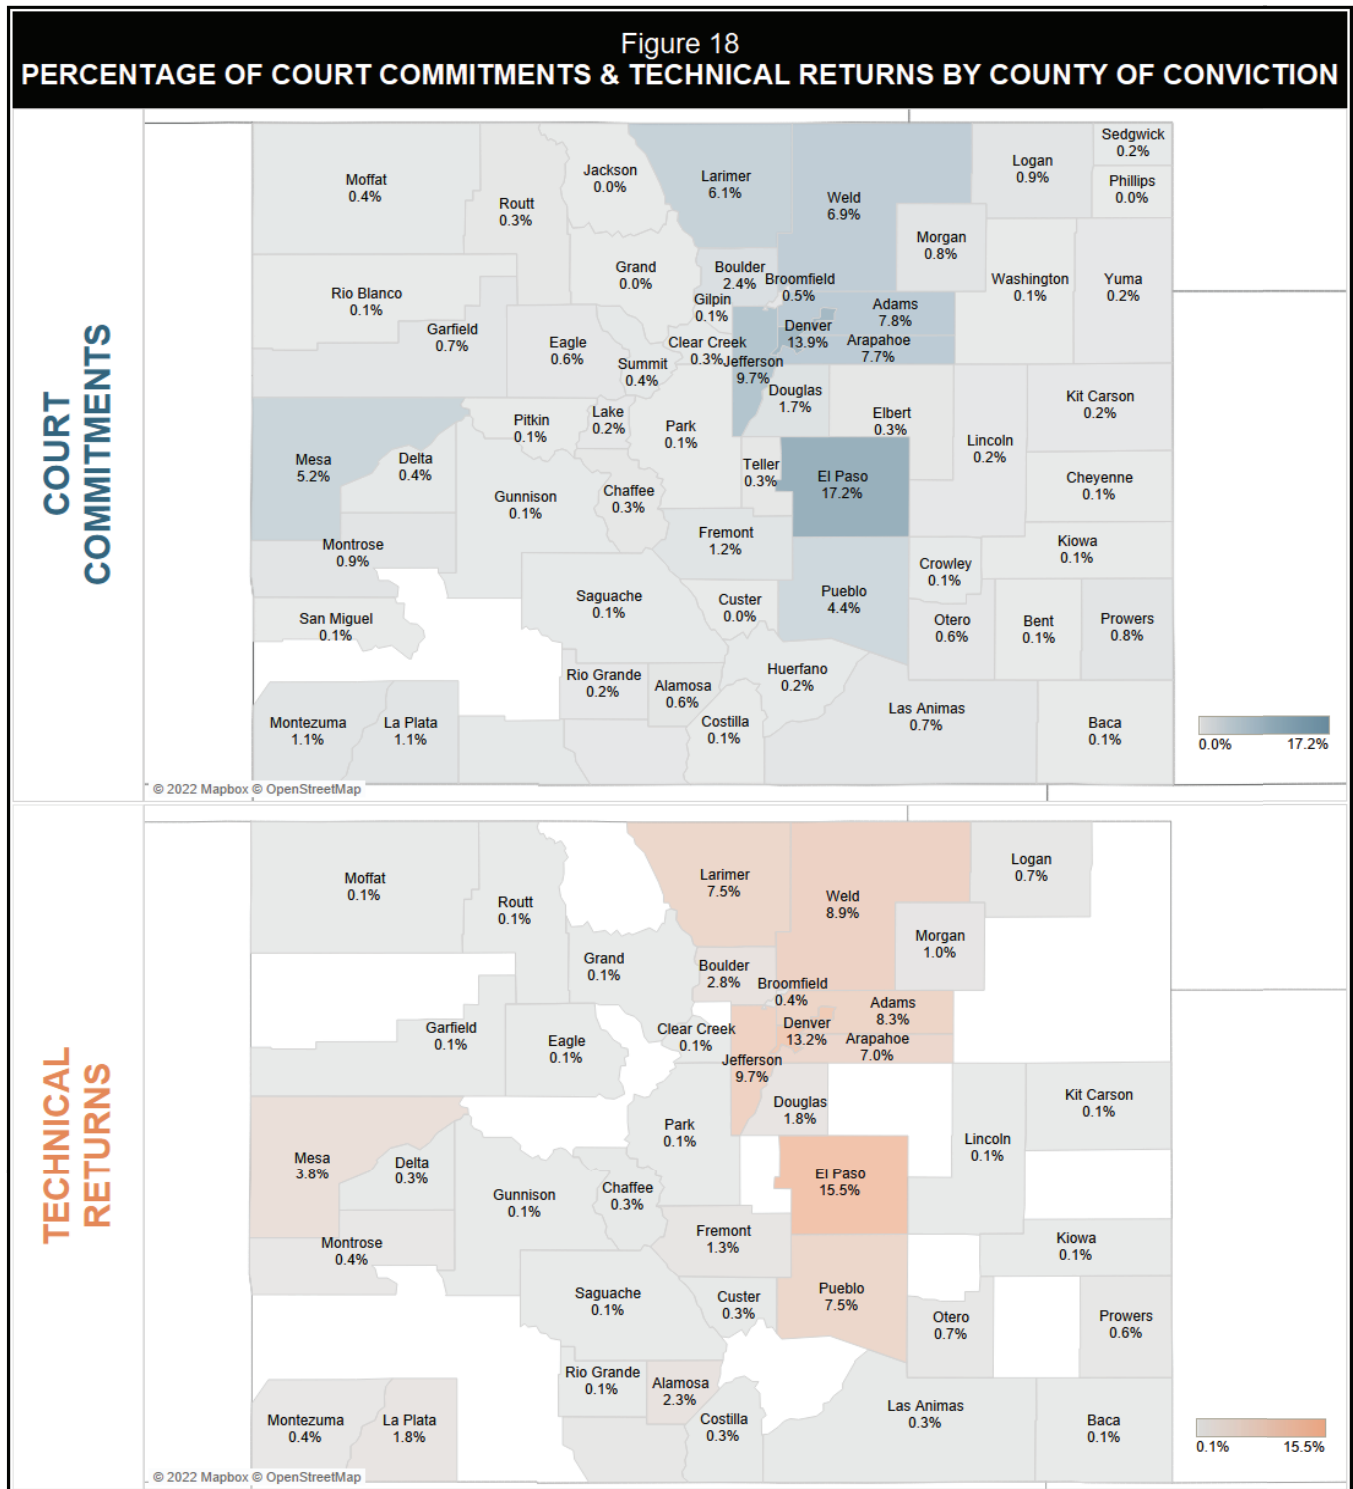 Figure 18
PERCENTAGE OF COURT COMMITMENTS & TECHNICAL RETURNS BY COUNTY OF CONVICTION
COURT
COMMITMENTS
Moffat
0.4%
Routt
0.3%
Jackson
0.0%
Larimer
6.1%
Weld
6.9%
Logan
0.9%
Sedgwick
0.2%
Phillips
0.0%
Morgan
0.8%
Washington
0.1%
Yuma
0.2%
Rio Blanco
0.1%
Grand
0.0%
Boulder
2.4%
Broomfield
0.5%
Gilpin
0.1%
Adams
7.8%
Garfield
0.7%
Eagle
0.6%
Summit
0.4%
Clear Creek
0.3%
Jefferson
9.7%
Denver
13.9%
Arapahoe
7.7%
Douglas
1.7%
Elbert
0.3%
Kit Carson
0.2%
Lincoln
0.2%
Cheyenne
0.1%
Mesa
5.2%
Delta
0.4%
Pitkin
0.1%
Lake
0.2%
Park
0.1%
Teller
0.3%
El Paso
17.2%
Gunnison
0.1%
Chaffee
0.3%
Fremont
1.2%
Kiowa
0.1%
Montrose
0.9%
Crowley
0.1%
San Miguel
0.1%
Saguache
0.1%
Custer
0.0%
Pueblo
4.4%
Otero
0.6%
Bent
0.1%
Prowers
0.8%
Rio Grande
0.2%
Alamosa
0.6%
Huerfano
0.2%
Montezuma
1.1%
La Plata
1.1%
Costilla
0.1%
Las Animas
0.7%
Baca
0.1%
0.0% 17.2%
© 2022 Mapbox © OpenStreetMap
TECHNICAL
RETURNS
Moffat
0.1%
Routt
0.1%
Larimer
7.5%
Weld
8.9%
Logan
0.7%
Morgan
1.0%
Grand
0.1%
Boulder
2.8%
Broomfield
0.4%
Adams
8.3%
Garfield
0.1%
Eagle
0.1%
Clear Creek
0.1%
Denver
13.2%
Arapahoe
7.0%
Jefferson
9.7%
Douglas
1.8%
Kit Carson
0.1%
Park
0.1%
Lincoln
0.1%
Mesa
3.8%
Delta
0.3%
Gunnison
0.1%
Chaffee
0.3%
El Paso
15.5%
Fremont
1.3%
Kiowa
0.1%
Montrose
0.4%
Saguache
0.1%
Custer
0.3%
Pueblo
7.5%
Otero
0.7%
Prowers
0.6%
Rio Grande
0.1%
Alamosa
2.3%
Montezuma
0.4%
La Plata
1.8%
Costilla
0.3%
Las Animas
0.3%
Baca
0.1%
0.1% 15.5%
© 2022 Mapbox © OpenStreetMap